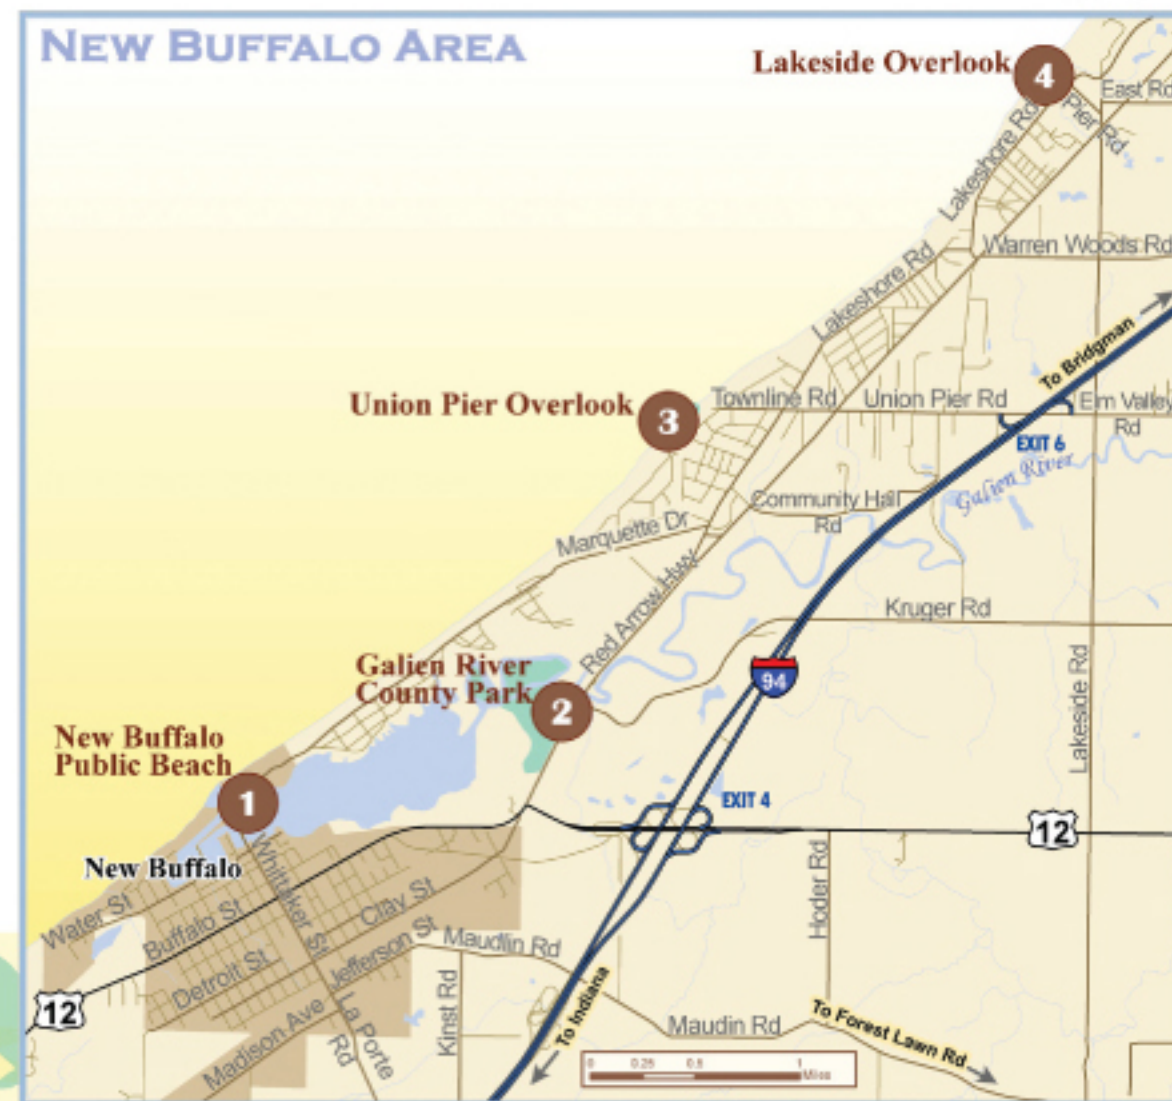 NEW BUFFALO AREA
Lakeside Overlook
4
East Rd
Pier Rd
Lakeshore Rd
Warren Woods Rd
Lakeshore Rd
To Bridgman
Union Pier Overlook
3
Townline Rd
Union Pier Rd
Elm Valley
Rd
EXIT 6
Galien River
Community Hall
Rd
Marquette Dr
Red Arrow Hwy
Kruger Rd
Galien River
County Park
2
94
Lakeside Rd
New Buffalo
Public Beach
1
EXIT 4
12
New Buffalo
Whittaker St
Water St
Buffalo St
Clay St
Hoder Rd
Detroit St
Jefferson St
Maudlin Rd
12
Madison Ave
La Porte
Rd
Kinst Rd
To Indiana
Maudin Rd
To Forest Lawn Rd
0 0.25 0.5 1
Miles